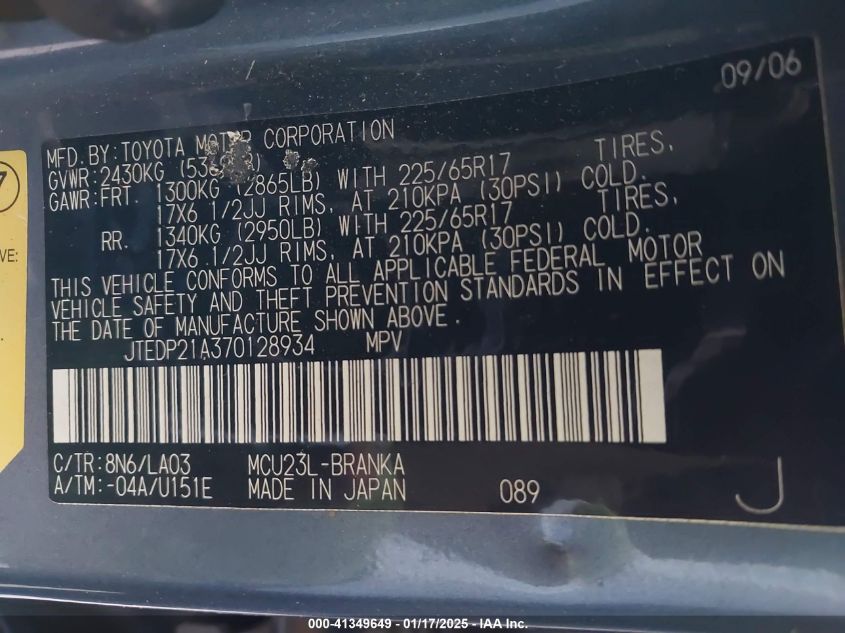 09/06
MFD. BY: TOYOTA MOTOR CORPORATION
GVWR: 2430KG
GAWR: FRT. 1300KG (2865LB) WITH 225/65R17 TIRES,
17X6 1/2JJ RIMS, AT 210KPA (30PSI) COLD.
RR. 1340KG (2950LB) WITH 225/65R17 TIRES,
17X6 1/2JJ RIMS, AT 210KPA (30PSI) COLD.
THIS VEHICLE CONFORMS TO ALL APPLICABLE FEDERAL MOTOR
VEHICLE SAFETY AND THEFT PREVENTION STANDARDS IN EFFECT ON
THE DATE OF MANUFACTURE SHOWN ABOVE.
JTEDP21A370128934 MPV
C/TR: 8N6/LA03 MCU23L-BRANKA
A/TM: -04A/U151E MADE IN JAPAN 089 J
7
VE:
000-41349649 - 01/17/2025 - IAA Inc.